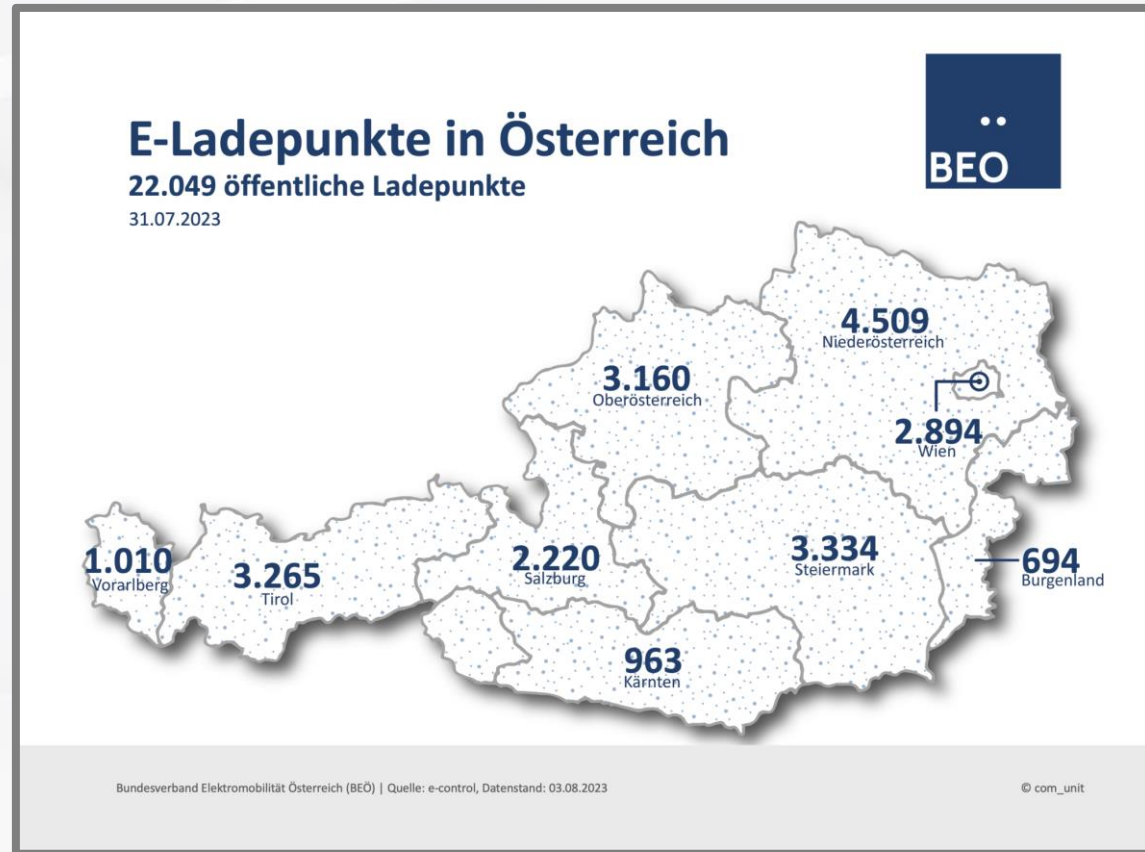 E-Ladepunkte in Österreich
22.049 öffentliche Ladepunkte
31.07.2023
BEÖ
4.509
Niederösterreich
3.160
Oberösterreich
2.894
Wien
1.010
Vorarlberg
3.265
Tirol
2.220
Salzburg
3.334
Steiermark
694
Burgenland
963
Kärnten
Bundesverband Elektromobilität Österreich (BEÖ) | Quelle: e-control, Datenstand: 03.08.2023
© com_unit